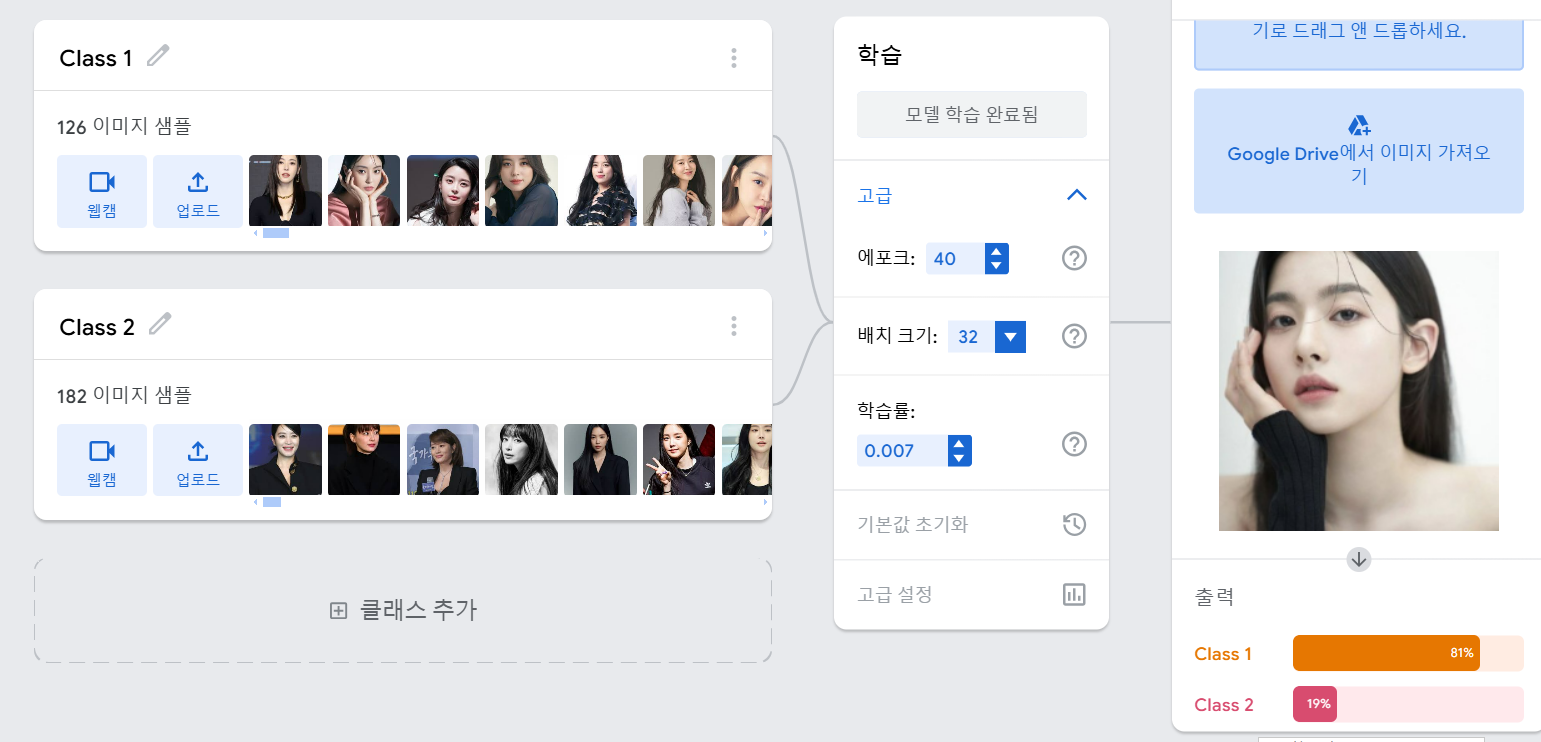 Class 1
126 이미지 샘플
웹캠
업로드
Class 2
182 이미지 샘플
웹캠
업로드
클래스 추가
학습
모델 학습 완료됨
고급
에포크: 40
배치 크기: 32
학습률:
0.007
기본값 초기화
고급 설정
기로 드래그 앤 드롭하세요.
Google Drive에서 이미지 가져오
기
출력
Class 1 81%
Class 2 19%